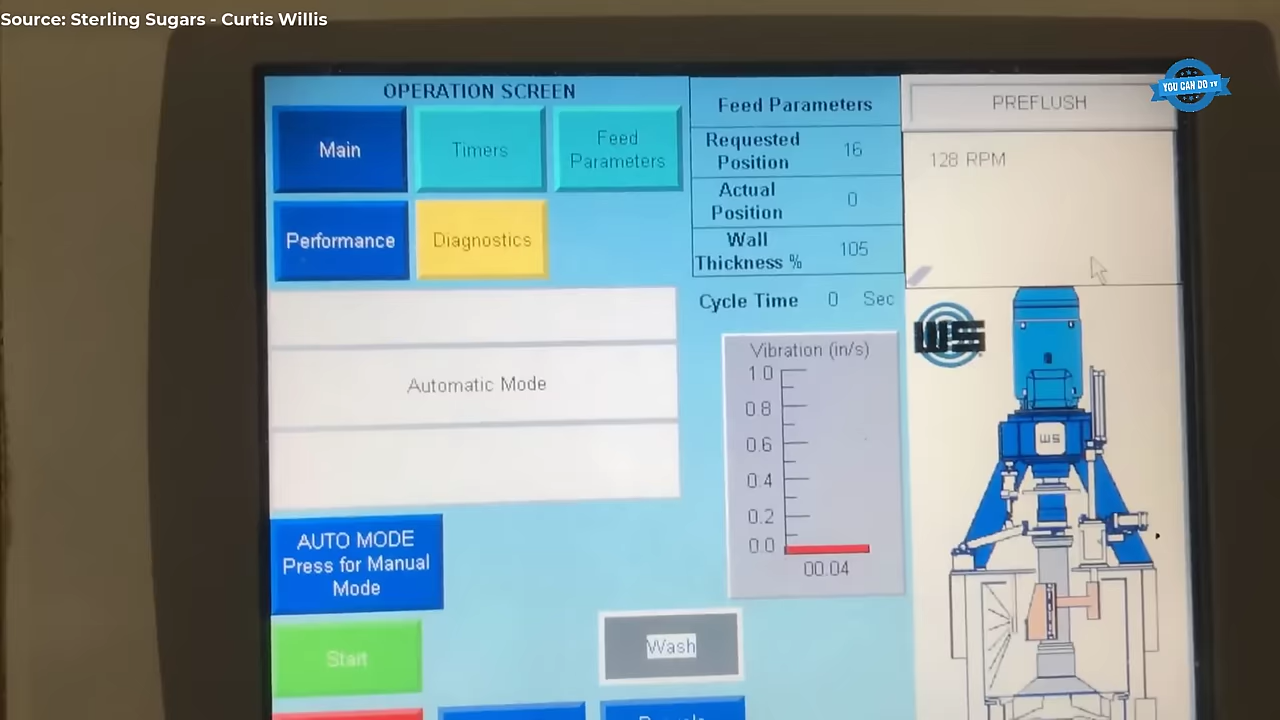 Source: Sterling Sugars - Curtis Willis
YOU CAN DO TV
OPERATION SCREEN
Main
Timers
Feed
Parameters
Performance
Diagnostics
Feed Parameters
Requested
Position
16
Actual
Position
0
Wall
Thickness %
105
Cycle Time 0 Sec
PREFLUSH
128 RPM
WS
WS
Automatic Mode
Vibration (in/s)
1.0
0.8
0.6
0.4
0.2
0.0
00.04
AUTO MODE
Press for Manual
Mode
Start
Wash